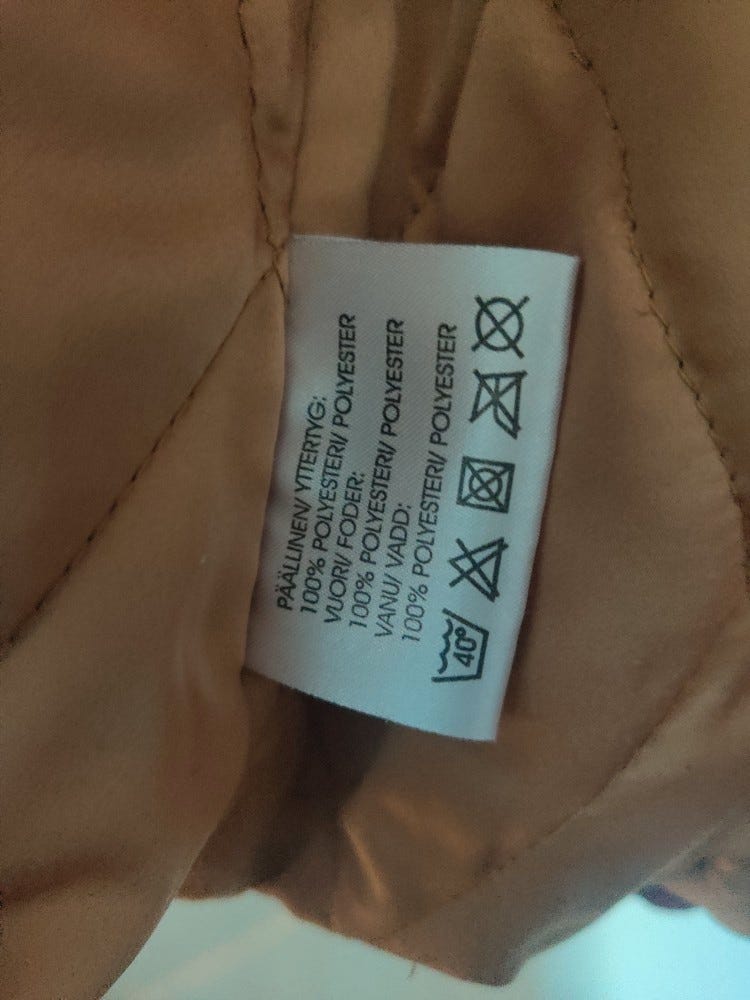 PÄÄLLINEN/ YTTERTYG:
100% POLYESTERI/ POLYESTER
VUORI/ FODER:
100% POLYESTERI/ POLYESTER
VANU/ VADD:
100% POLYESTERI/ POLYESTER
40°